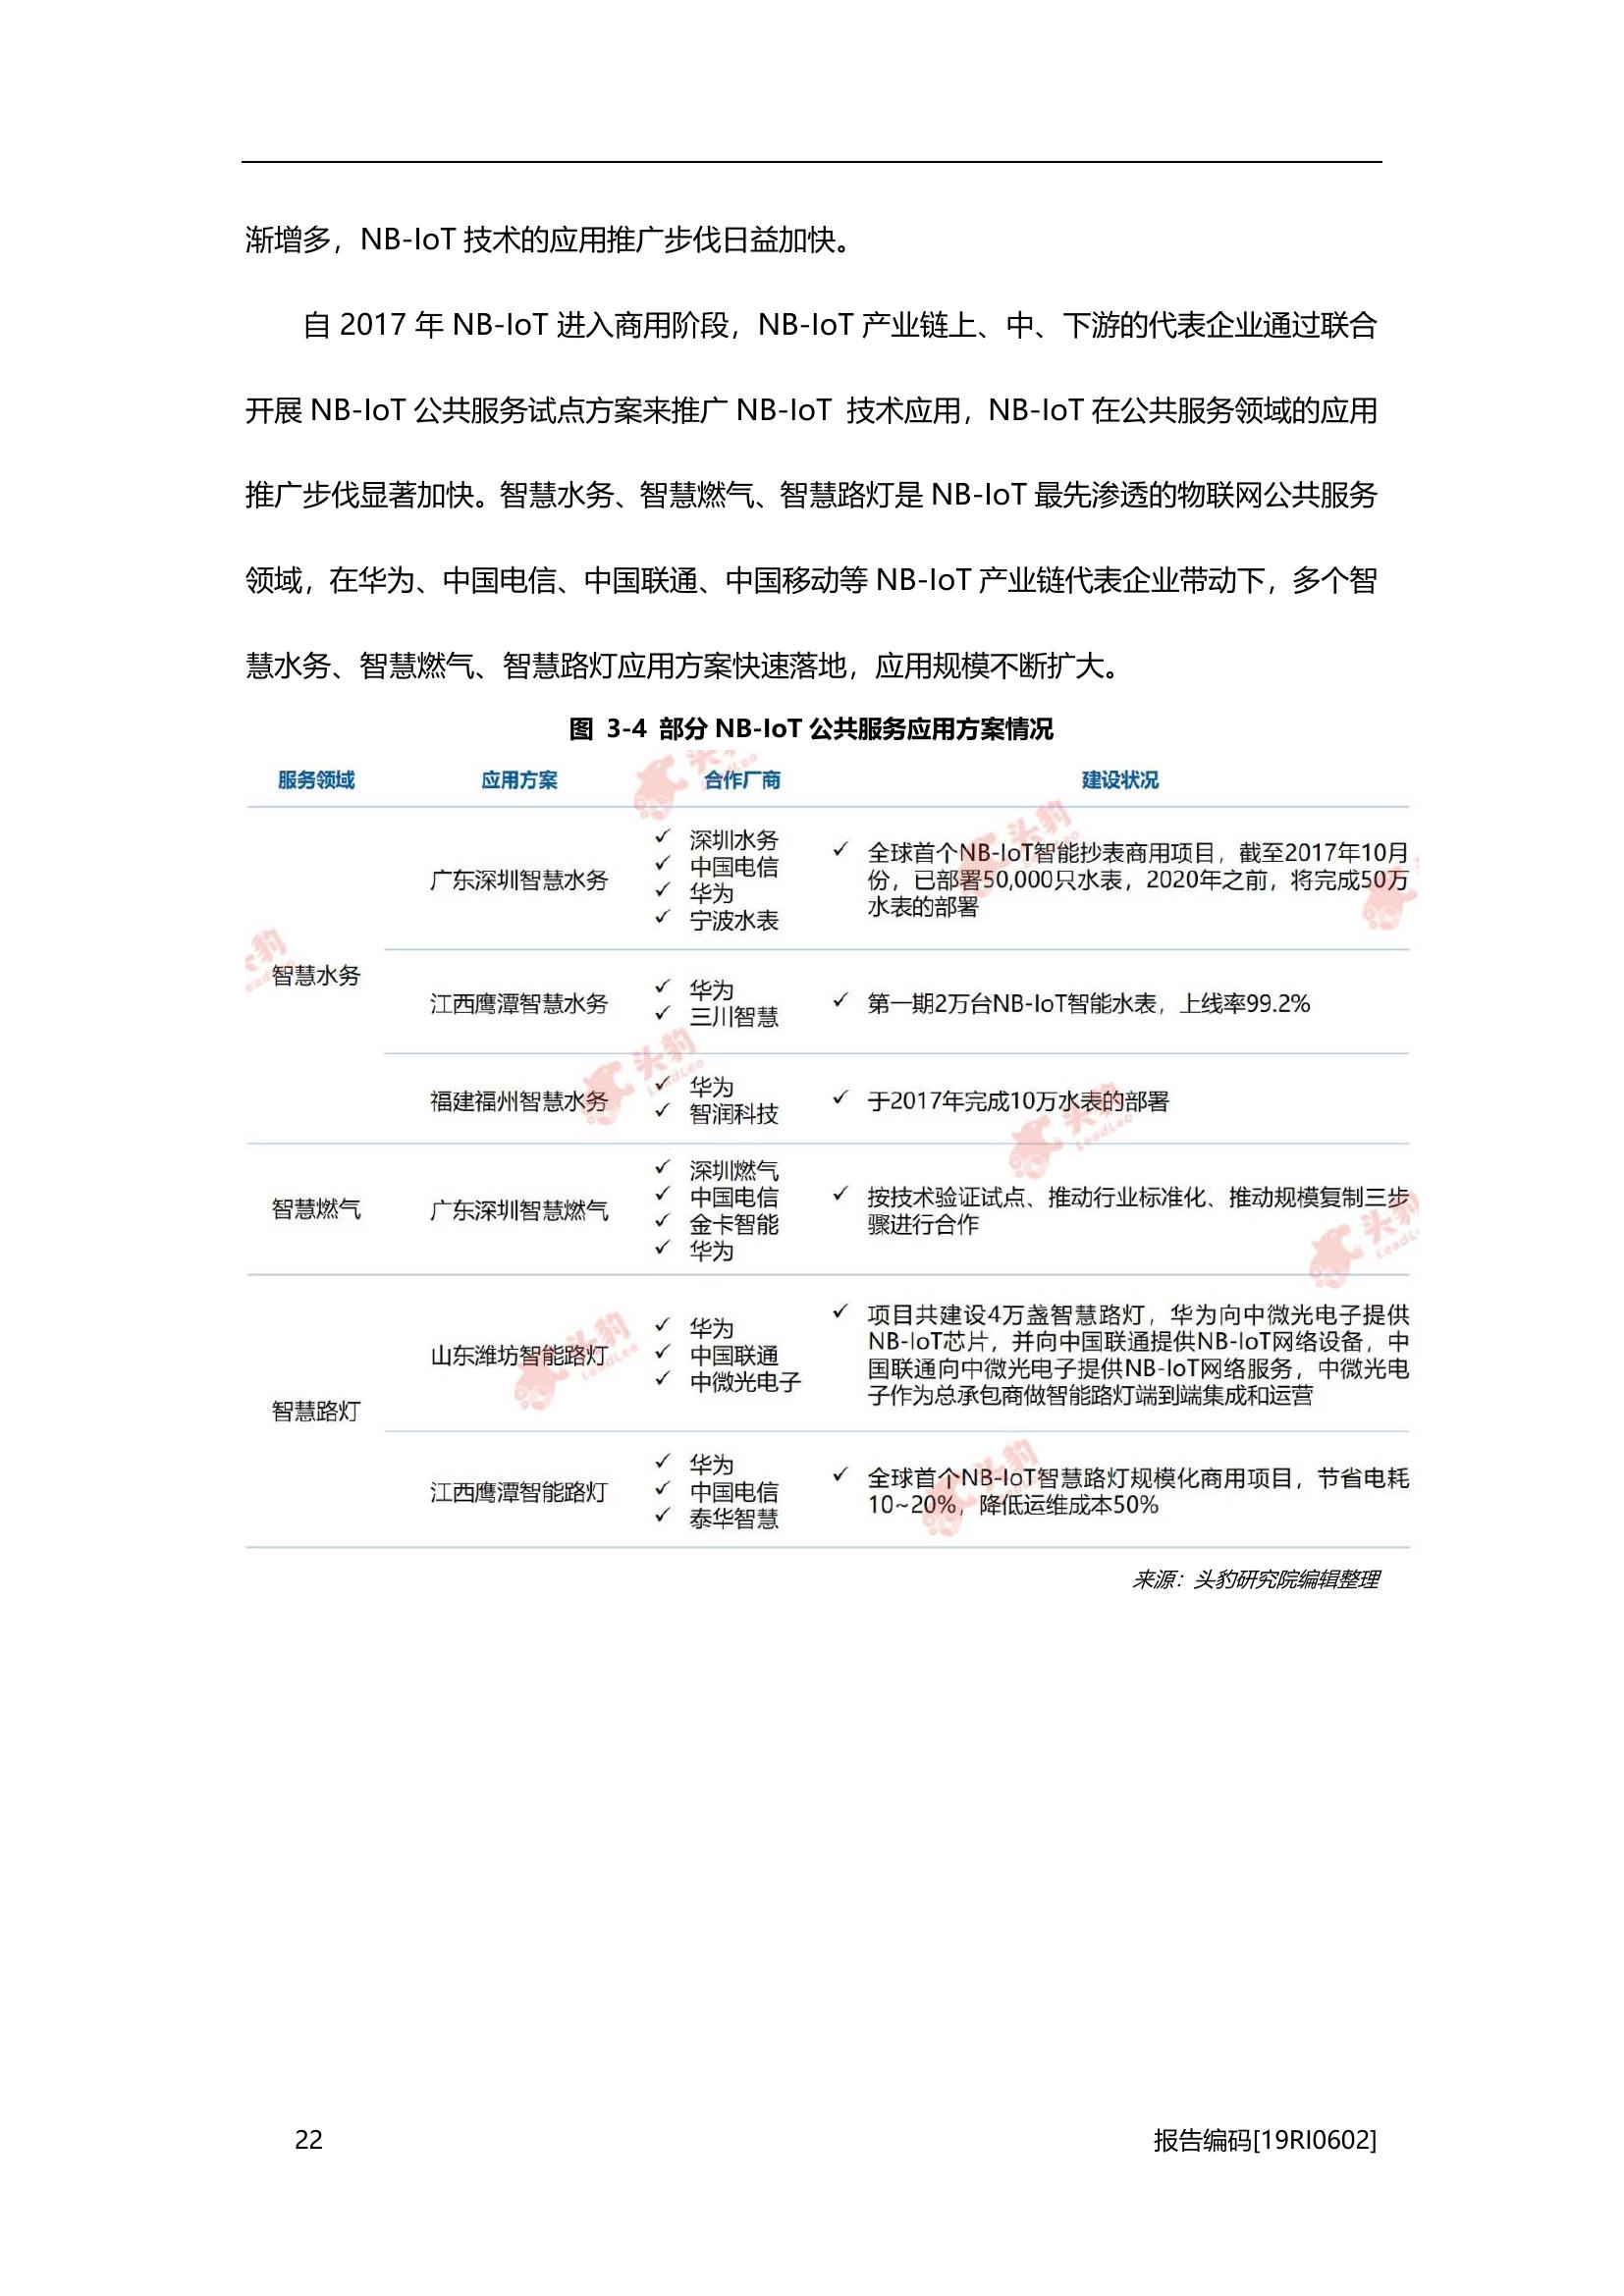 渐增多，NB-IoT 技术的应用推广步伐日益加快。
自 2017 年 NB-IoT 进入商用阶段，NB-IoT 产业链上、中、下游的代表企业通过联合
开展 NB-IoT 公共服务试点方案来推广 NB-IoT 技术应用，NB-IoT 在公共服务领域的应用
推广步伐显著加快。智慧水务、智慧燃气、智慧路灯是 NB-IoT 最先渗透的物联网公共服务
领域，在华为、中国电信、中国联通、中国移动等 NB-IoT 产业链代表企业带动下，多个智
慧水务、智慧燃气、智慧路灯应用方案快速落地，应用规模不断扩大。
图 3-4 部分 NB-IoT 公共服务应用方案情况
服务领域 应用方案 合作厂商 建设状况
智慧水务
广东深圳智慧水务
✓ 深圳水务
✓ 中国电信
✓ 华为
✓ 宁波水表
✓ 全球首个NB-IoT智能抄表商用项目，截至2017年10月
份，已部署50,000只水表，2020年之前，将完成50万
水表的部署
江西鹰潭智慧水务
✓ 华为
✓ 三川智慧
✓ 第一期2万台NB-IoT智能水表，上线率99.2%
福建福州智慧水务
✓ 华为
✓ 智润科技
✓ 于2017年完成10万水表的部署
智慧燃气
广东深圳智慧燃气
✓ 深圳燃气
✓ 中国电信
✓ 金卡智能
✓ 华为
✓ 按技术验证试点、推动行业标准化、推动规模复制三步
骤进行合作
智慧路灯
山东潍坊智能路灯
✓ 华为
✓ 中国联通
✓ 中微光电子
✓ 项目共建设4万盏智慧路灯，华为向中微光电子提供
NB-IoT芯片，并向中国联通提供NB-IoT网络设备，中
国联通向中微光电子提供NB-IoT网络服务，中微光电
子作为总承包商做智能路灯端到端集成和运营
江西鹰潭智能路灯
✓ 华为
✓ 中国电信
✓ 泰华智慧
✓ 全球首个NB-IoT智慧路灯规模化商用项目，节省电耗
10~20%，降低运维成本50%
来源：头豹研究院编辑整理
22 报告编码[19RI0602]
头豹
LeadLeo